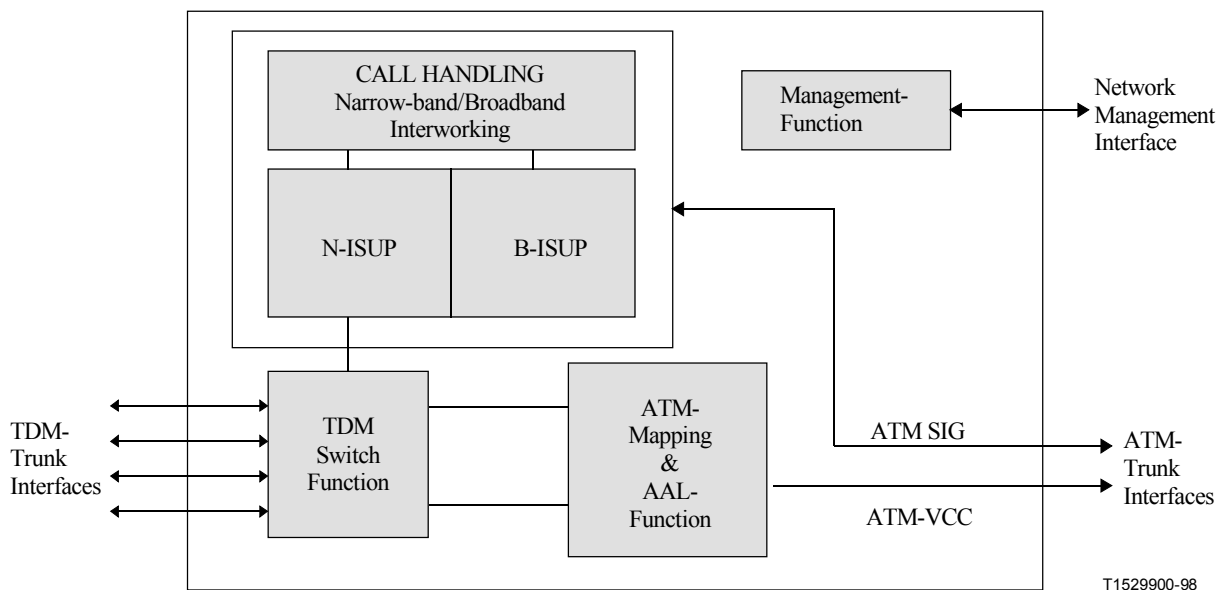 CALL HANDLING
Narrow-band/Broadband
Interworking
Management-
Function
Network
Management
Interface
N-ISUP
B-ISUP
TDM-
Trunk
Interfaces
TDM
Switch
Function
ATM-
Mapping
&
AAL-
Function
ATM SIG
ATM-VCC
ATM-
Trunk
Interfaces
T1529900-98